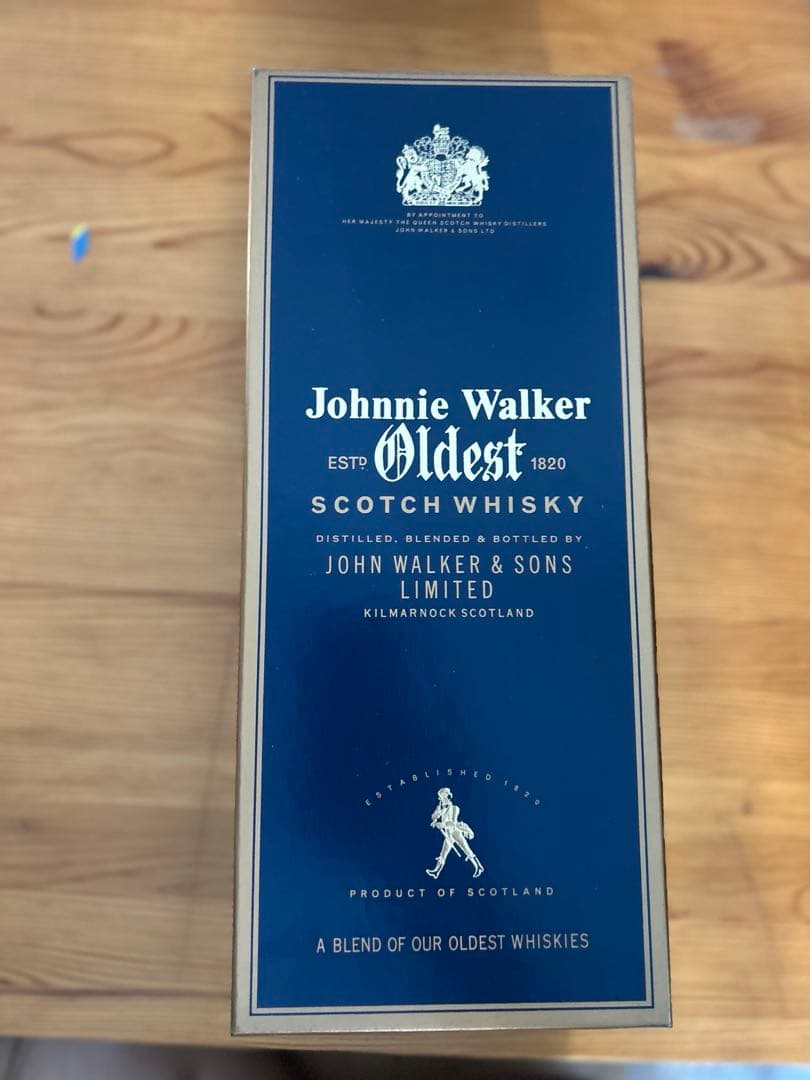 BY APPOINTMENT TO
HER MAJESTY THE QUEEN SCOTCH WHISKY DISTILLERS
JOHN WALKER & SONS LTD
Johnnie Walker
ESTD Oldest 1820
SCOTCH WHISKY
DISTILLED, BLENDED & BOTTLED BY
JOHN WALKER & SONS
LIMITED
KILMARNOCK SCOTLAND
ESTABLISHED 1820
PRODUCT OF SCOTLAND
A BLEND OF OUR OLDEST WHISKIES